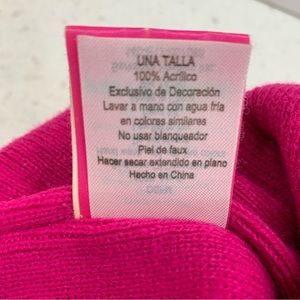 UNA TALLA
100% Acrílico
Exclusivo de Decoración
Lavar a mano con agua fría
en colores similares
No usar blanqueador
Piel de faux
Hacer secar extendido en plano
Hecho en China